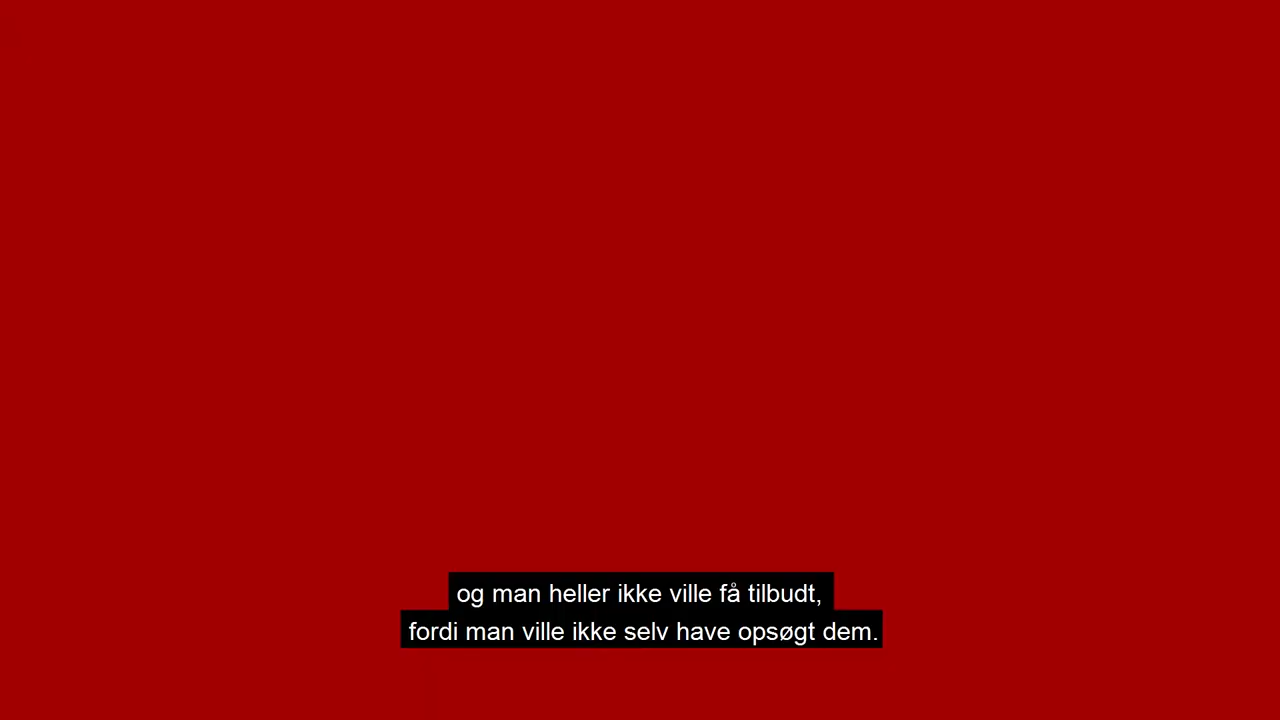 og man heller ikke ville få tilbudt,
fordi man ville ikke selv have opsøgt dem.